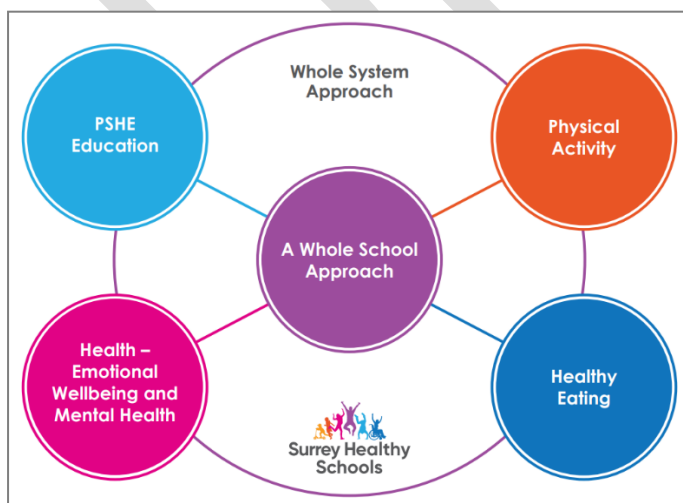 Whole System
Approach
PSHE
Education
Physical
Activity
A Whole School
Approach
Health –
Emotional
Wellbeing and
Mental Health
Healthy
Eating
Surrey Healthy
Schools